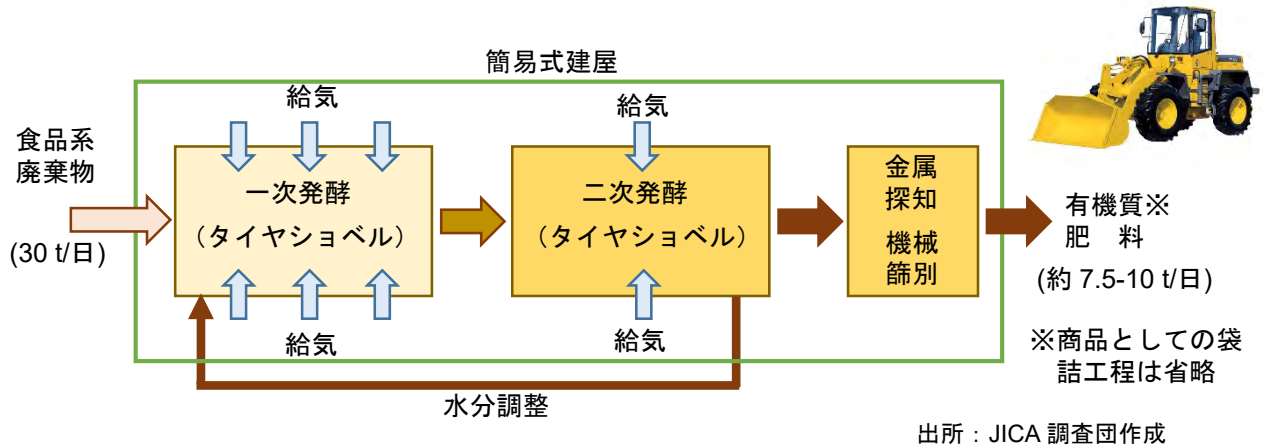 簡易式建屋
給気
給気
食品系
廃棄物
(30 t/日)
一次発酵
（タイヤショベル）
二次発酵
（タイヤショベル）
金属
探知
機械
篩別
有機質※
肥　料
(約 7.5-10 t/日)
給気
給気
※商品としての袋
詰工程は省略
水分調整
出所：JICA 調査団作成